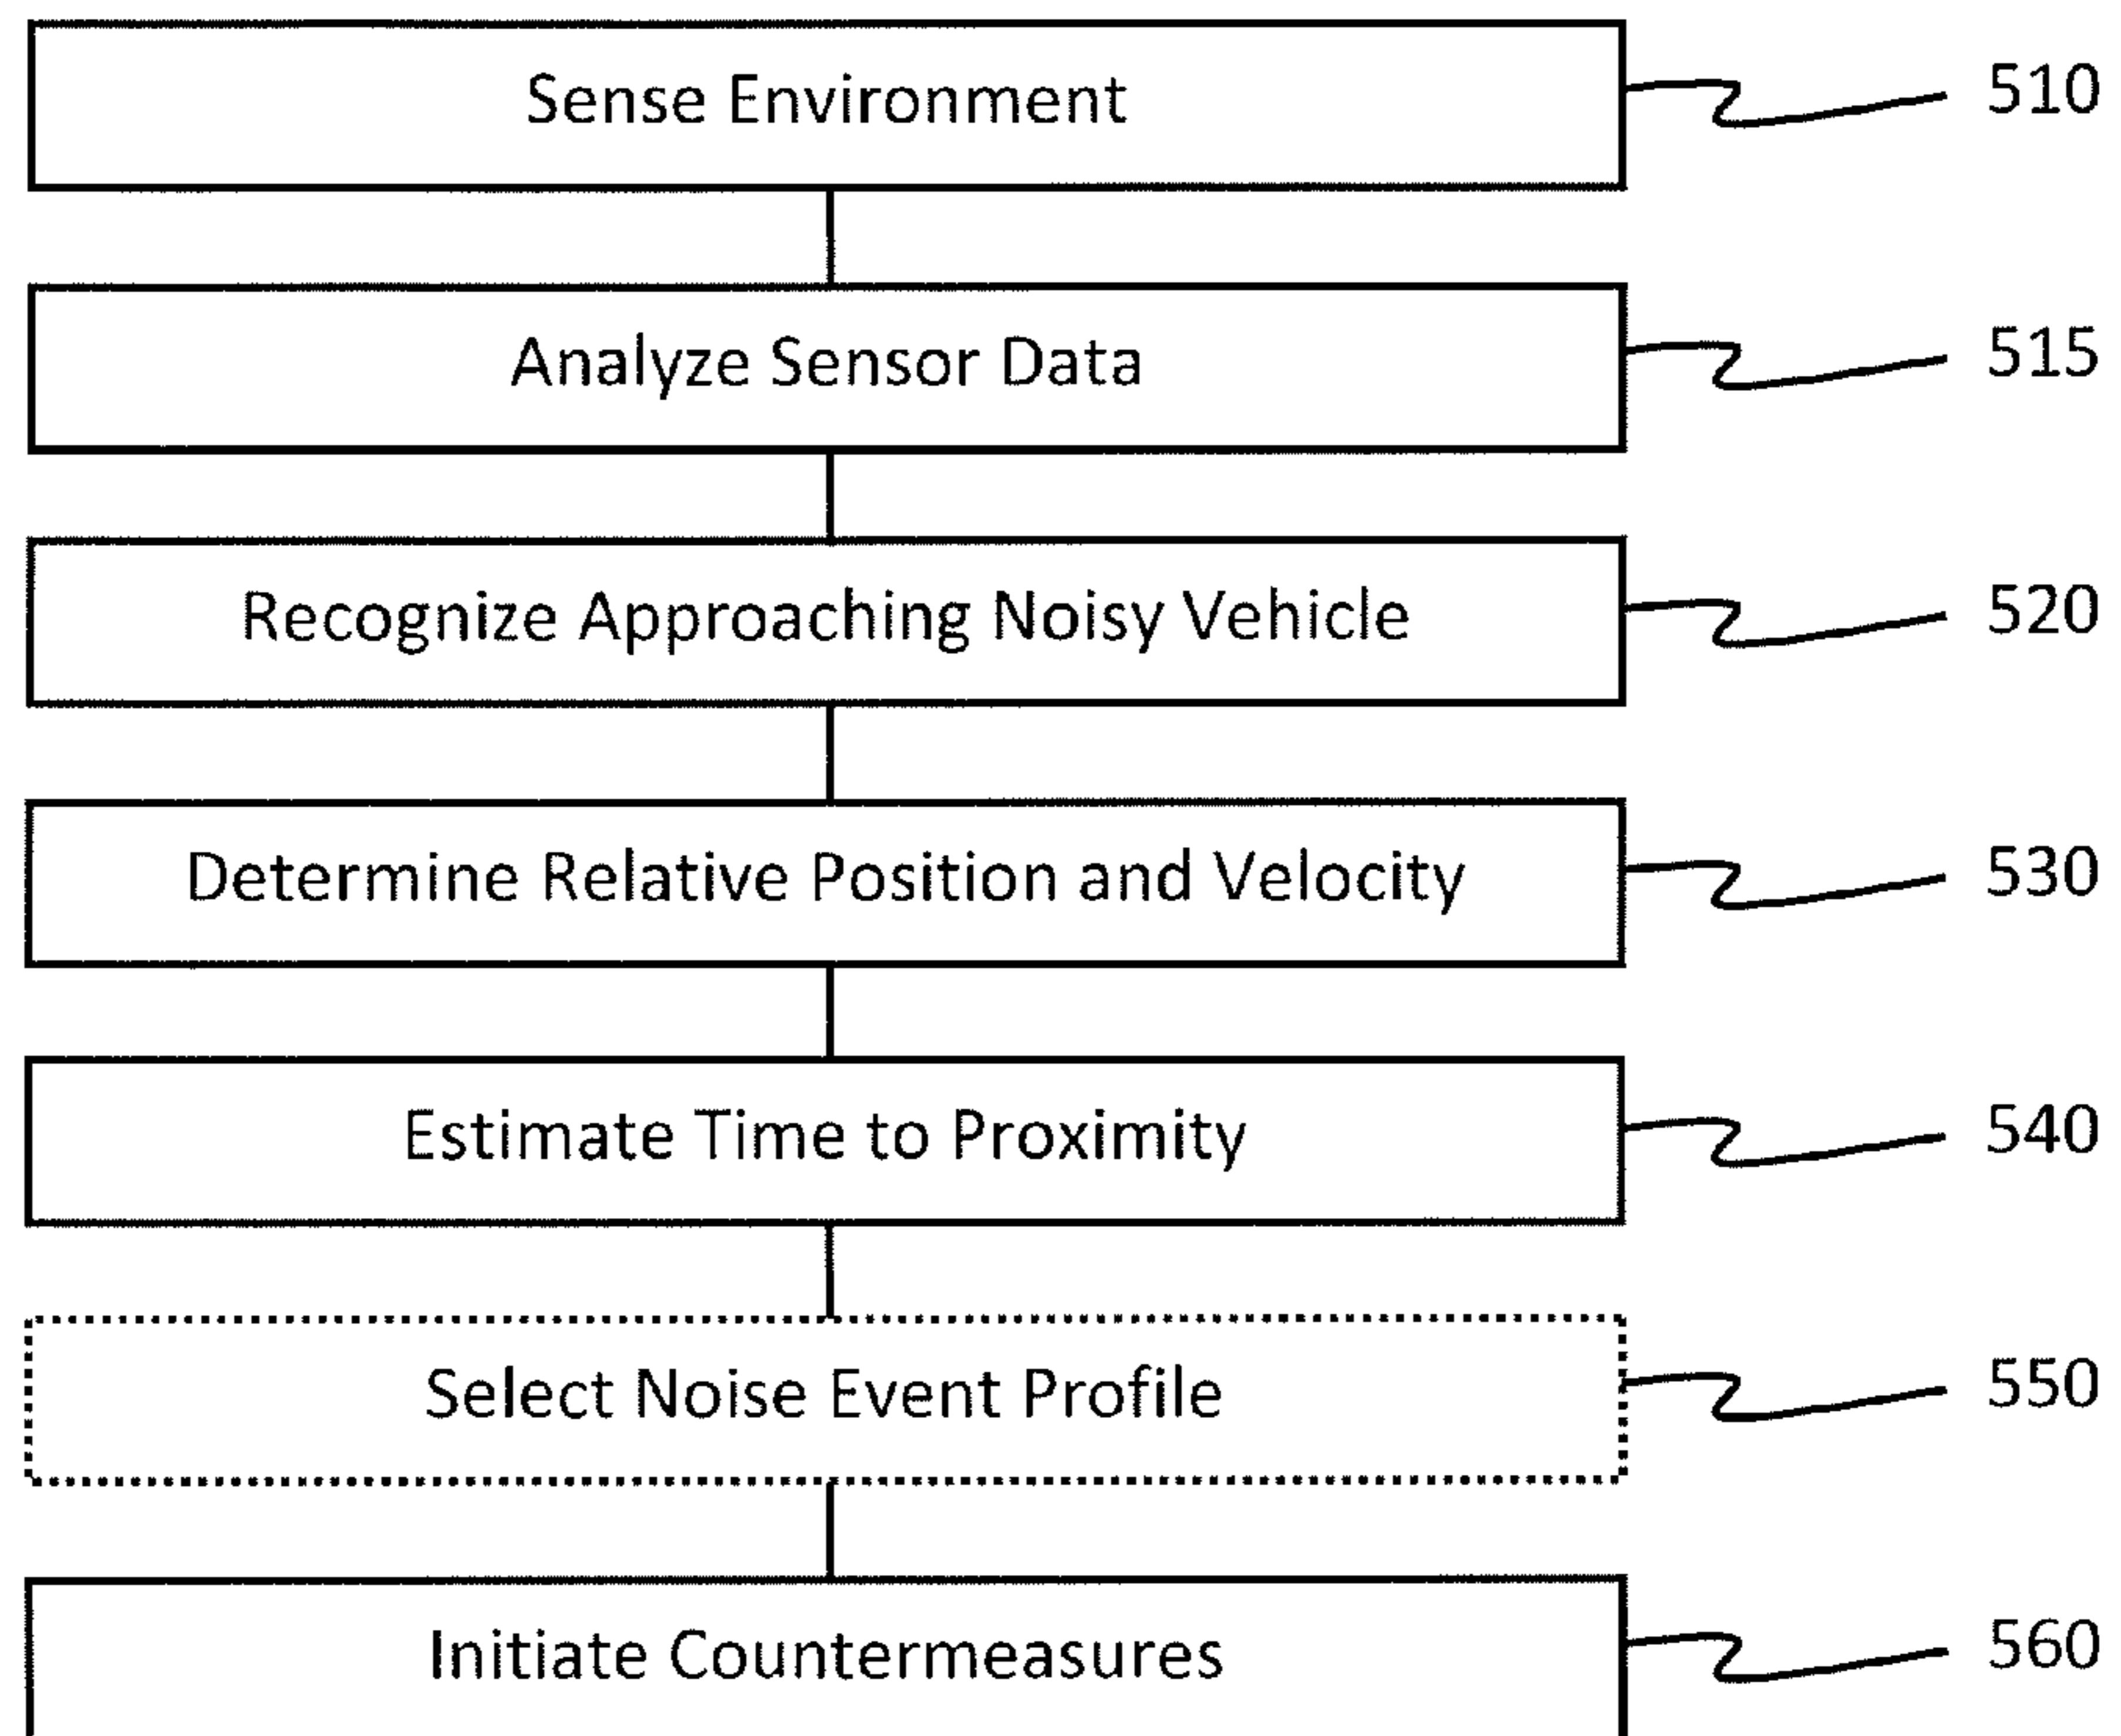 Sense Environment 510
Analyze Sensor Data 515
Recognize Approaching Noisy Vehicle 520
Determine Relative Position and Velocity 530
Estimate Time to Proximity 540
Select Noise Event Profile 550
Initiate Countermeasures 560